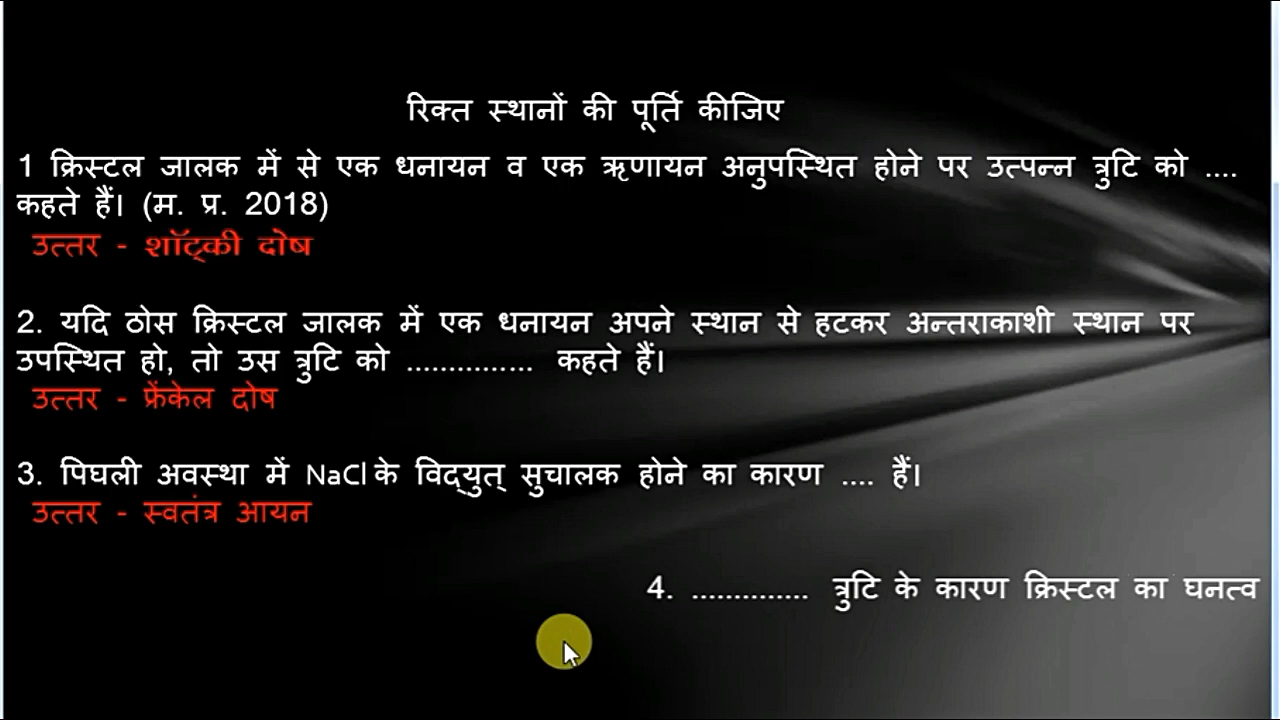 रिक्त स्थानों की पूर्ति कीजिए
1 क्रिस्टल जालक में से एक धनायन व एक ऋणायन अनुपस्थित होने पर उत्पन्न त्रुटि को ....
कहते हैं। (म. प्र. 2018)
उत्तर - शॉट्की दोष
2. यदि ठोस क्रिस्टल जालक में एक धनायन अपने स्थान से हटकर अन्तराकाशी स्थान पर
उपस्थित हो, तो उस त्रुटि को ............... कहते हैं।
उत्तर - फ्रेंकेल दोष
3. पिघली अवस्था में NaCl के विद्युत् सुचालक होने का कारण .... हैं।
उत्तर - स्वतंत्र आयन
4. .............. त्रुटि के कारण क्रिस्टल का घनत्व